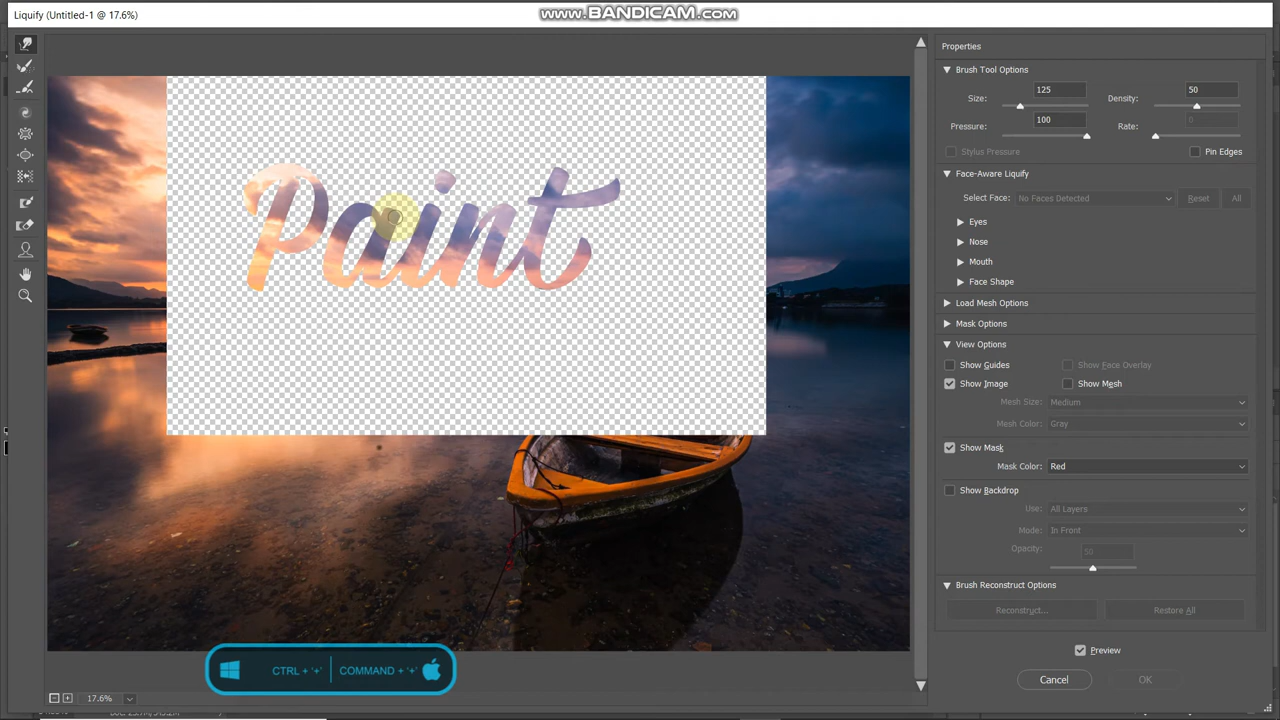 Liquify (Untitled-1 @ 17.6%)
www.BANDICAM.com
Properties
Brush Tool Options
Size: 125
Density: 50
Pressure: 100
Rate: 0
Stylus Pressure
Pin Edges
Face-Aware Liquify
Select Face: No Faces Detected
Reset
All
Eyes
Nose
Mouth
Face Shape
Load Mesh Options
Mask Options
View Options
Show Guides
Show Face Overlay
Show Image
Show Mesh
Mesh Size: Medium
Mesh Color: Gray
Show Mask
Mask Color: Red
Show Backdrop
Use: All Layers
Mode: In Front
Opacity: 50
Brush Reconstruct Options
Reconstruct...
Restore All
Preview
Cancel
OK
Paint
CTRL + '+'
COMMAND + '+'
17.6%